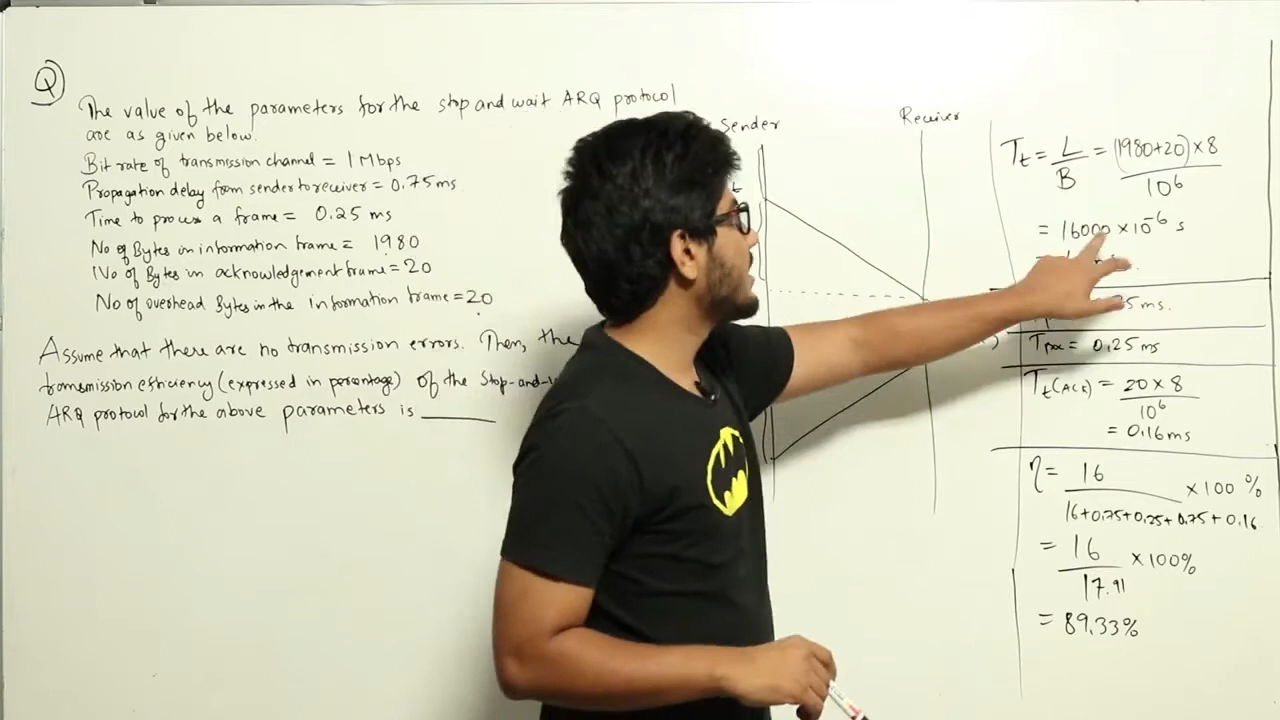 Q
The value of the parameters for the stop and wait ARQ protocol
are as given below.
Bit rate of transmission channel = 1 Mbps
Propagation delay from sender to receiver = 0.75 ms
Time to process a frame = 0.25 ms
No of Bytes in information frame = 1980
No of Bytes in acknowledgement frame = 20
No of overhead Bytes in the information frame = 20
Assume that there are no transmission errors. Then, the
transmission efficiency (expressed in percentage) of the Stop-and-w
ARQ protocol for the above parameters is ______
Sender
Receiver
Tt = L/B = (1980+20)×8 / 10^6
= 16000 × 10^-6 s
5 ms.
Tproc = 0.25 ms
Tt(ACK) = 20 × 8 / 10^6
= 0.16 ms
η = 16 / 16+0.75+0.25+0.75+0.16 × 100 %
= 16 / 17.91 × 100%
= 89.33%